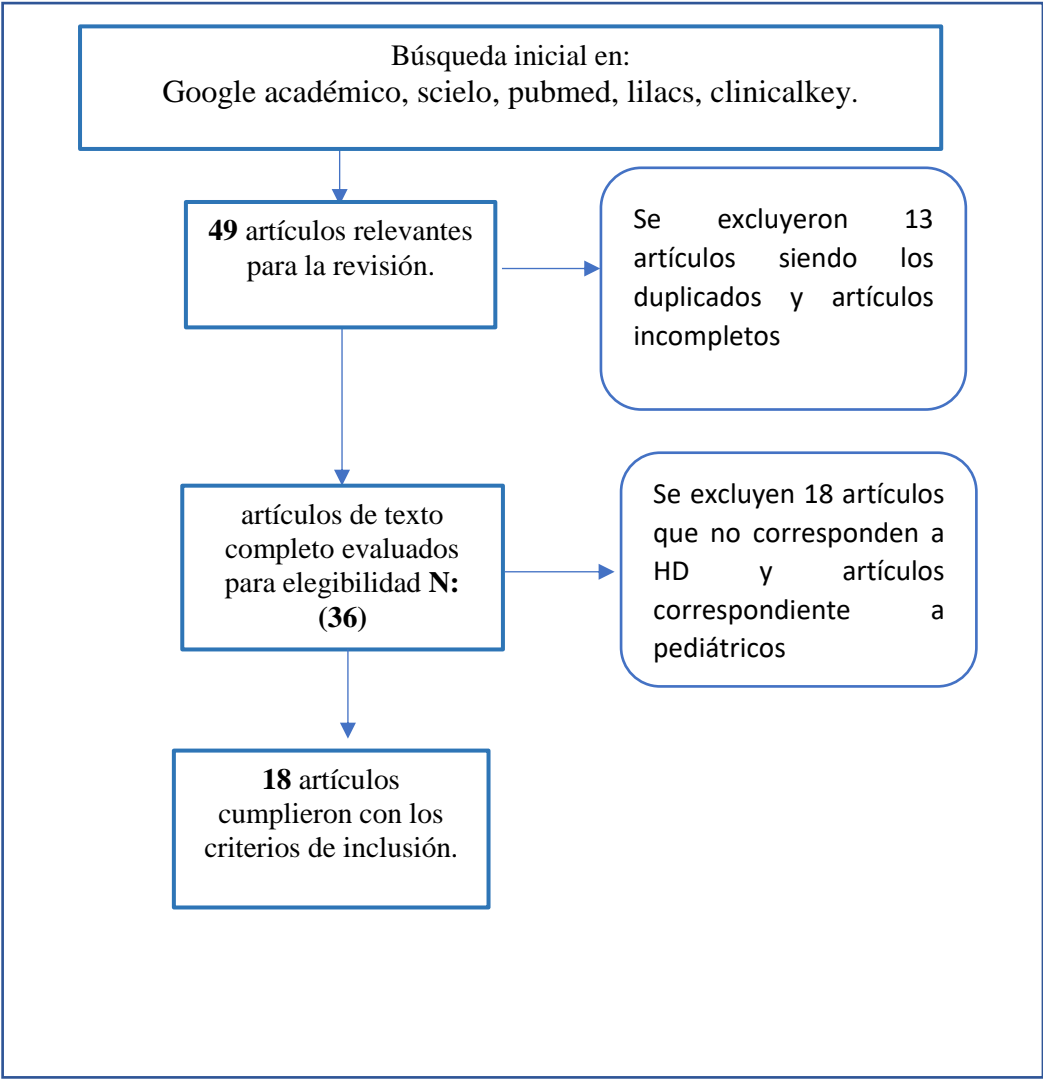 Búsqueda inicial en:
Google académico, scielo, pubmed, lilacs, clinicalkey.
49 artículos relevantes
para la revisión.
Se excluyeron 13
artículos siendo los
duplicados y artículos
incompletos
artículos de texto
completo evaluados
para elegibilidad N:
(36)
Se excluyen 18 artículos
que no corresponden a
HD y artículos
correspondiente a
pediátricos
18 artículos
cumplieron con los
criterios de inclusión.